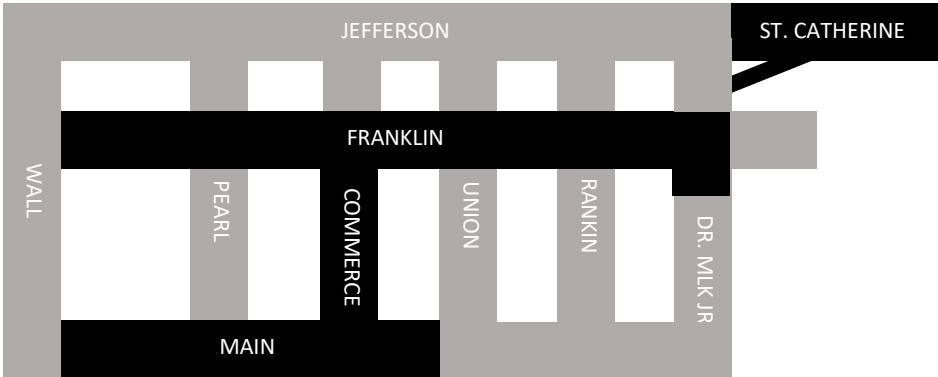 JEFFERSON
ST. CATHERINE
FRANKLIN
WALL
PEARL
COMMERCE
UNION
RANKIN
DR. MLK JR
MAIN